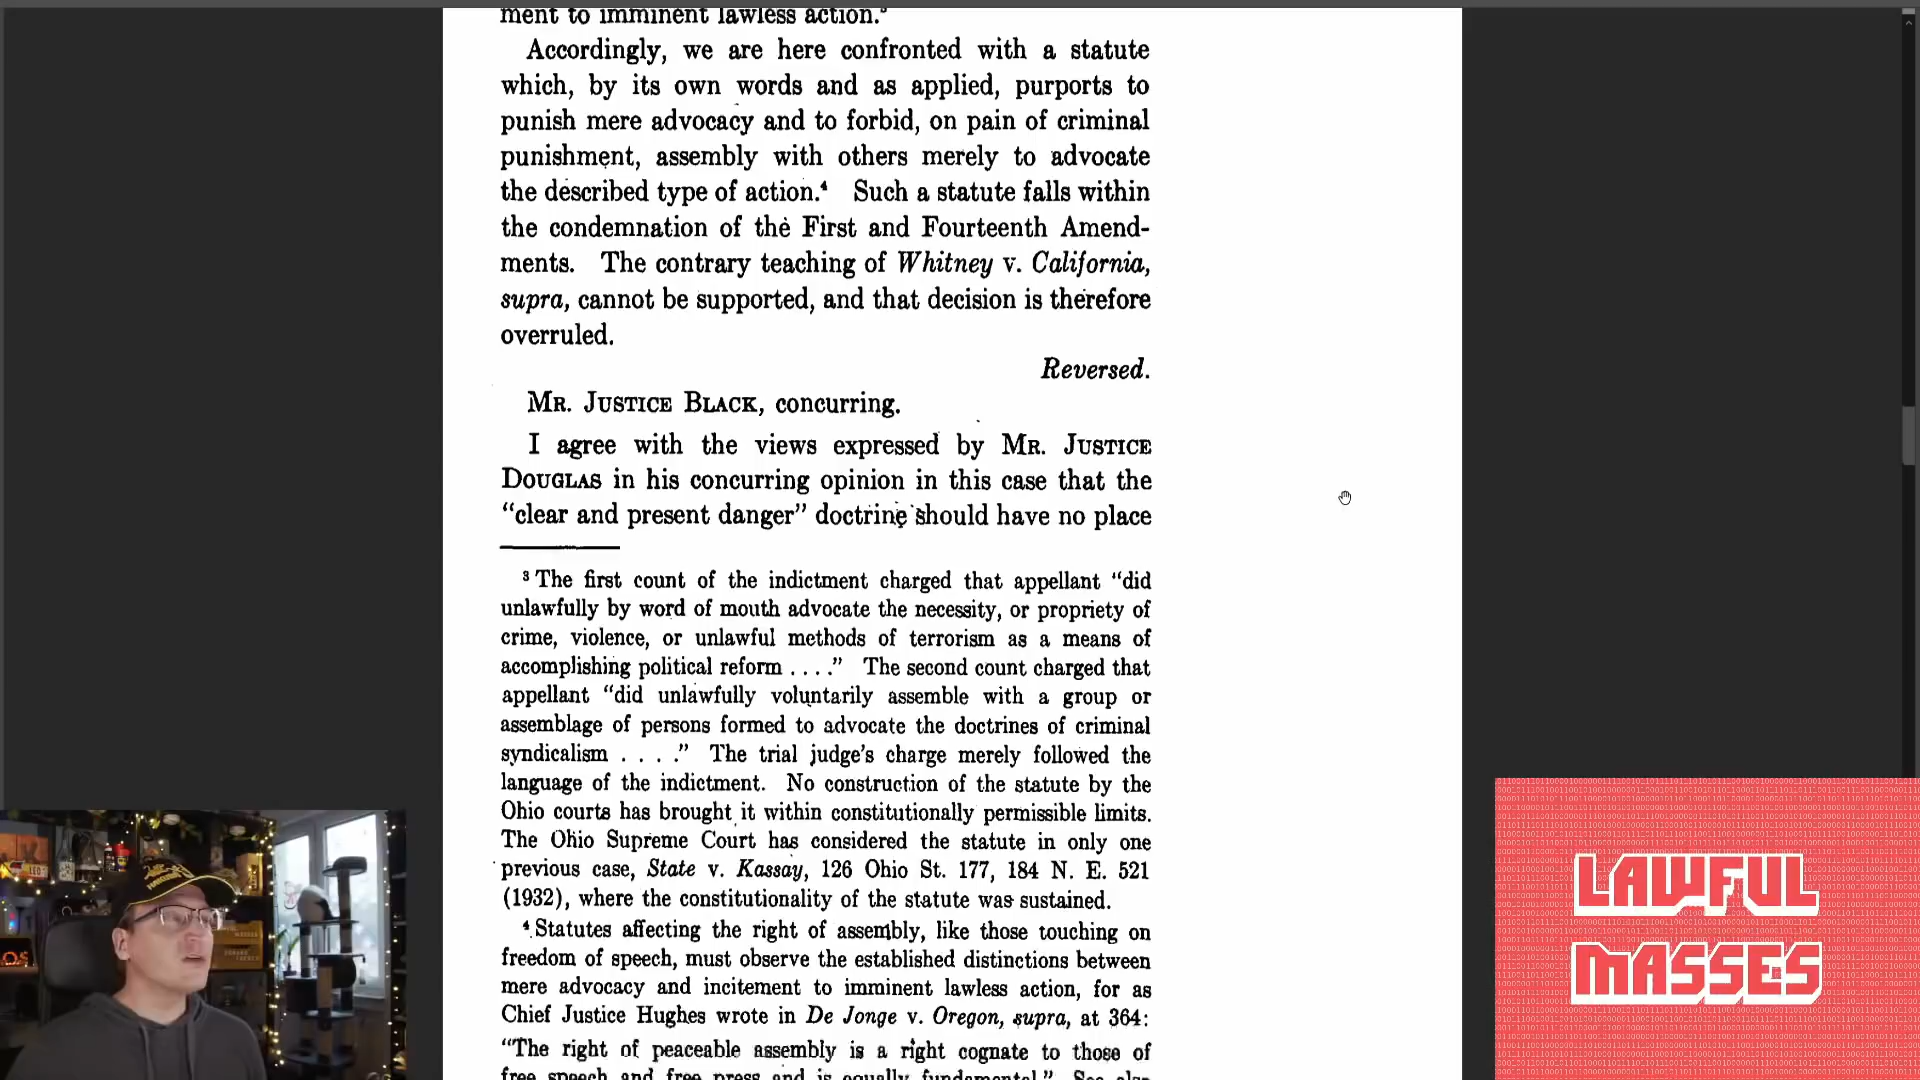 ment to imminent lawless action.³
Accordingly, we are here confronted with a statute
which, by its own words and as applied, purports to
punish mere advocacy and to forbid, on pain of criminal
punishment, assembly with others merely to advocate
the described type of action.⁴ Such a statute falls within
the condemnation of the First and Fourteenth Amend-
ments. The contrary teaching of Whitney v. California,
supra, cannot be supported, and that decision is therefore
overruled.
Reversed.
MR. JUSTICE BLACK, concurring.
I agree with the views expressed by MR. JUSTICE
DOUGLAS in his concurring opinion in this case that the
“clear and present danger” doctrine should have no place
³ The first count of the indictment charged that appellant “did
unlawfully by word of mouth advocate the necessity, or propriety of
crime, violence, or unlawful methods of terrorism as a means of
accomplishing political reform . . . .” The second count charged that
appellant “did unlawfully voluntarily assemble with a group or
assemblage of persons formed to advocate the doctrines of criminal
syndicalism . . . .” The trial judge’s charge merely followed the
language of the indictment. No construction of the statute by the
Ohio courts has brought it within constitutionally permissible limits.
The Ohio Supreme Court has considered the statute in only one
previous case, State v. Kassay, 126 Ohio St. 177, 184 N. E. 521
(1932), where the constitutionality of the statute was sustained.
⁴ Statutes affecting the right of assembly, like those touching on
freedom of speech, must observe the established distinctions between
mere advocacy and incitement to imminent lawless action, for as
Chief Justice Hughes wrote in De Jonge v. Oregon, supra, at 364:
“The right of peaceable assembly is a right cognate to those of
free speech and free press and is equally fundamental.” See also
LAWFUL
MASSES